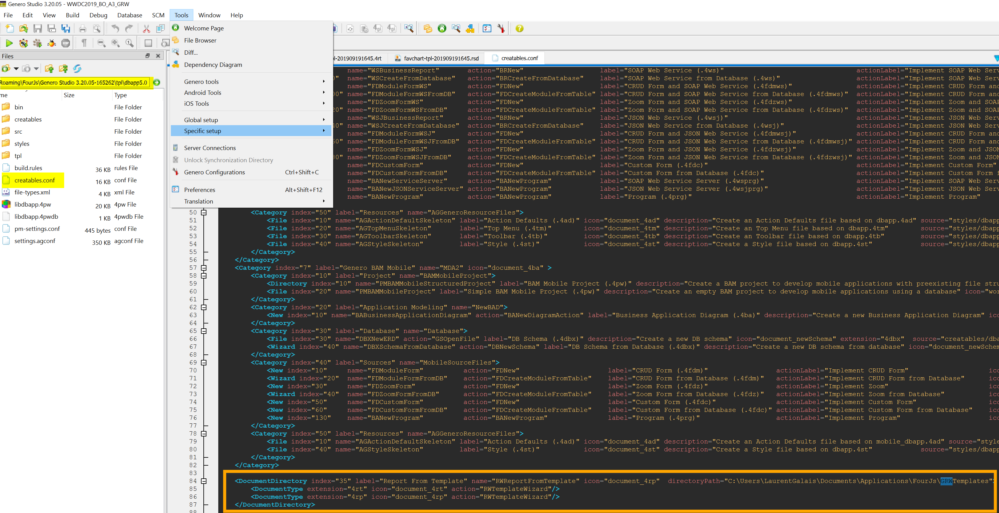 Genero Studio 3.20.05 - WWDC2019_BO_A3_GRW
File Edit View Build Debug Database SCM Tools Window Help
Files
Roaming\FourJs\Genero Studio 3.20.05-165262\tpl\dbapp5.0
me Size Type
bin File Folder
creatables File Folder
src File Folder
styles File Folder
tpl File Folder
build.rules 36 KB rules File
creatables.conf 16 KB conf File
file-types.xml 4 KB xml File
libdbapp.4pw 20 KB 4pw File
libdbapp.4pwdb 1 KB 4pwdb File
pm-settings.conf 445 bytes conf File
settings.agconf 350 KB agconf File
Welcome Page
File Browser
Diff...
Dependency Diagram
Genero tools
Android Tools
iOS Tools
Global setup
Specific setup
Server Connections
Unlock Synchronization Directory
Genero Configurations Ctrl+Shift+C
Preferences Alt+Shift+F12
Translation
pl-201909191645.4rt favchart-tpl-201909191645.rsd creatables.conf
name="WSBusinessReport" action="BRNew" label="SOAP Web Service (.4ws)" actionLabel="Implement SOAP Web Serv
0" name="WSCreateFromDatabase" action="BRCreateFromDatabase" label="SOAP Web Service from Database (.4ws)" actionLabel="Implement SOAP Web Serv
name="FDModuleFormWS" action="FDNew" label="CRUD Form and SOAP Web Service (.4fdmws)" actionLabel="Implement CRUD Form and
00" name="FDModuleFormWSFromDB" action="FDCreateModuleFromTable" label="CRUD Form and SOAP Web Service from Database (.4fdmws)" actionLabel="Implement CRUD Form and
name="FDZoomFormWS" action="FDNew" label="Zoom Form and SOAP Web Service (.4fdzws)" actionLabel="Implement Zoom and SOAP
20" name="FDZoomFormWSFromDB" action="FDCreateModuleFromTable" label="Zoom Form and SOAP Web Service from Database (.4fdzws)" actionLabel="Implement Zoom and SOAP
name="WSJBusinessReport" action="BRNew" label="JSON Web Service (.4wsj)" actionLabel="Implement JSON Web Serv
40" name="WSJCreateFromDatabase" action="BRCreateFromDatabase" label="JSON Web Service from Database (.4wsj)" actionLabel="Implement JSON Web Serv
name="FDModuleFormWSJ" action="FDNew" label="CRUD Form and JSON Web Service (.4fdmwsj)" actionLabel="Implement CRUD Form and
60" name="FDModuleFormWSJFromDB" action="FDCreateModuleFromTable" label="CRUD Form and JSON Web Service from Database (.4fdmwsj)" actionLabel="Implement CRUD Form and
name="FDZoomFormWSJ" action="FDNew" label="Zoom Form and JSON Web Service (.4fdzwsj)" actionLabel="Implement Zoom and JSON
80" name="FDZoomFormWSJFromDB" action="FDCreateModuleFromTable" label="Zoom Form and JSON Web Service from Database (.4fdzwsj)" actionLabel="Implement Zoom and JSON
name="FDCustomForm" action="FDNew" label="Custom Form (.4fdc)" actionLabel="Implement Custom Form"
name="FDCustomFormFromDB" action="FDCreateModuleFromTable" label="Custom Form from Database (.4fdc)" actionLabel="Implement Custom Form f
name="BANewServiceServer" action="BANewProgram" label="SOAP Web Service Server (.4wsprg)" actionLabel="Implement SOAP Web Serv
name="BANewJSONServiceServer" action="BANewProgram" label="JSON Web Service Server (.4wsjprg)" actionLabel="Implement JSON Web Serv
name="BANewProgram" action="BANewProgram" label="Program (.4prg)" actionLabel="Implement Program"
50 <Category index="50" label="Resources" name="AGGeneroResourceFiles">
51 <File index="10" name="AGActionDefaultSkeleton" label="Action Defaults (.4ad)" icon="document_4ad" description="Create an Action Defaults file based on dbapp.4ad" source="styles/dbapp
52 <File index="20" name="AGTopMenuSkeleton" label="Top Menu (.4tm)" icon="document_4tm" description="Create an Top Menu file based on dbapp.4tm" source="styles/dbapp
53 <File index="30" name="AGToolbarSkeleton" label="Toolbar (.4tb)" icon="document_4tb" description="Create an Toolbar file based on dbapp.4tb" source="styles/dbapp
54 <File index="40" name="AGStyleSkeleton" label="Style (.4st)" icon="document_4st" description="Create a Style file based on dbapp.4st" source="styles/dbapp
55 </Category>
56 </Category>
57 <Category index="7" label="Genero BAM Mobile" name="MDA2" icon="document_4ba" >
58 <Category index="10" label="Project" name="BAMMobileProject">
59 <Directory index="10" name="PMBAMMobileStructuredProject" label="BAM Mobile Project (.4pw)" description="Create a BAM project to develop mobile applications with preexisting file stru
60 <File index="20" name="PMBAMMobileProject" label="Simple BAM Mobile Project (.4pw)" description="Create an empty BAM project to develop mobile applications using a database" icon="wor
61 </Category>
62 <Category index="20" label="Application Modeling" name="NewBAD">
63 <New index="10" name="BABusinessApplicationDiagram" action="BANewDiagramAction" label="Business Application Diagram (.4ba)" description="Create a new Business Application Diagram" ico
64 </Category>
65 <Category index="30" label="Database" name="Database">
66 <File index="30" name="DBXNewERD" action="GSOpenFile" label="DB Schema (.4dbx)" description="Create a new DB schema" icon="document_newSchema" extension="4dbx" source="creatables/dba
67 <Wizard index="40" name="DBXSchemaFromDatabase" action="DBNewSchema" label="DB Schema from Database (.4dbx)" description="Create a new DB schema from database" icon="document_newSchem
68 </Category>
69 <Category index="40" label="Sources" name="MobileSourceFiles">
70 <New index="10" name="FDModuleForm" action="FDNew" label="CRUD Form (.4fdm)" actionLabel="Implement CRUD Form" ico
71 <Wizard index="20" name="FDModuleFormFromDB" action="FDCreateModuleFromTable" label="CRUD Form from Database (.4fdm)" actionLabel="Implement CRUD Form from Database" ico
72 <New index="30" name="FDZoomForm" action="FDNew" label="Zoom Form (.4fdz)" actionLabel="Implement Zoom" ico
73 <Wizard index="40" name="FDZoomFormFromDB" action="FDCreateModuleFromTable" label="Zoom Form from Database (.4fdz)" actionLabel="Implement Zoom from Database" ico
74 <New index="50" name="FDCustomForm" action="FDNew" label="Custom Form (.4fdc)" actionLabel="Implement Custom Form" ico
75 <New index="60" name="FDCustomFormFromDB" action="FDCreateModuleFromTable" label="Custom Form from Database (.4fdc)" actionLabel="Implement Custom Form from Database" ico
76 <New index="130" name="BANewProgram" action="BANewProgram" label="Program (.4prg)" actionLabel="Implement Program" ico
77 </Category>
78 <Category index="50" label="Resources" name="AGGeneroResourceFiles">
79 <File index="10" name="AGActionDefaultSkeleton" label="Action Defaults (.4ad)" icon="document_4ad" description="Create an Action Defaults file based on mobile_dbapp.4ad" source="style
80 <File index="40" name="AGStyleSkeleton" label="Style (.4st)" icon="document_4st" description="Create a Style file based on dbapp.4st" source="styles/dbapp
81 </Category>
82 </Category>
83
84 <DocumentDirectory index="35" label="Report From Template" name="RWReportFromTemplate" icon="document_4rp" directoryPath="C:\Users\LaurentGalais\Documents\Applications\FourJs\GRWTemplates">
85 <DocumentType extension="4rt" icon="document_4rt" action="RWTemplateWizard"/>
86 <DocumentType extension="4rp" icon="document_4rp" action="RWTemplateWizard"/>
87 </DocumentDirectory>
88